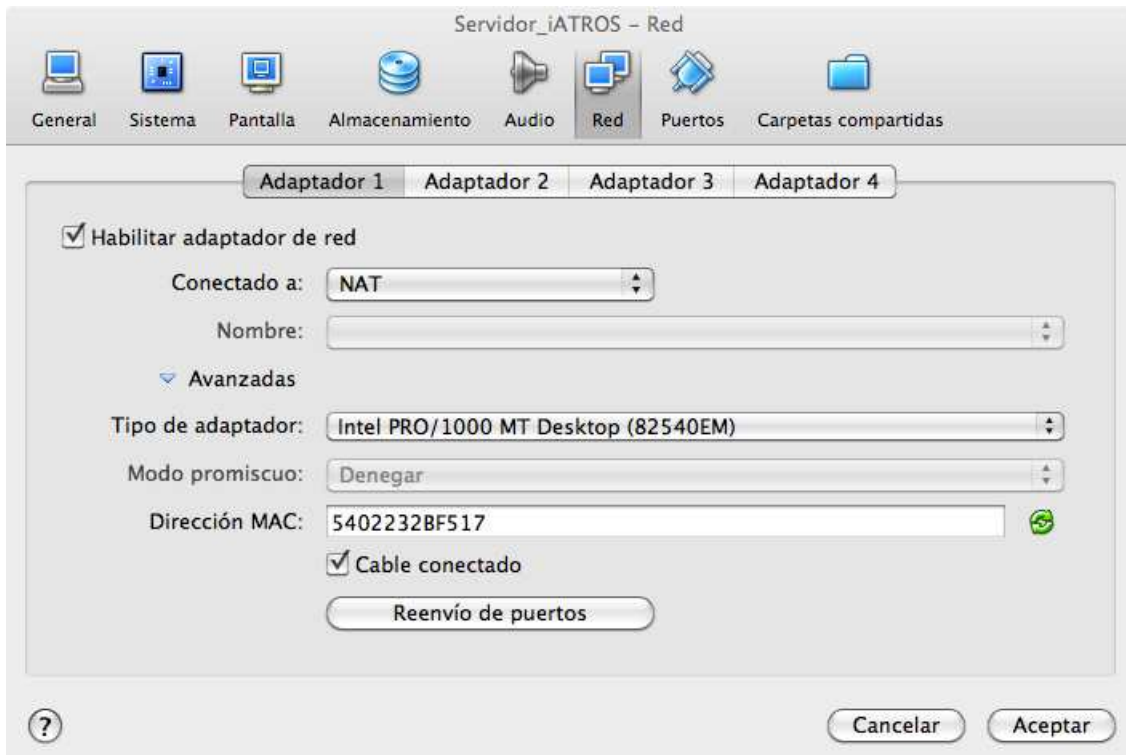 Servidor_iATROS – Red
General Sistema Pantalla Almacenamiento Audio Red Puertos Carpetas compartidas
Adaptador 1 Adaptador 2 Adaptador 3 Adaptador 4
Habilitar adaptador de red
Conectado a: NAT
Nombre:
Avanzadas
Tipo de adaptador: Intel PRO/1000 MT Desktop (82540EM)
Modo promiscuo: Denegar
Dirección MAC: 5402232BF517
Cable conectado
Reenvío de puertos
? Cancelar Aceptar